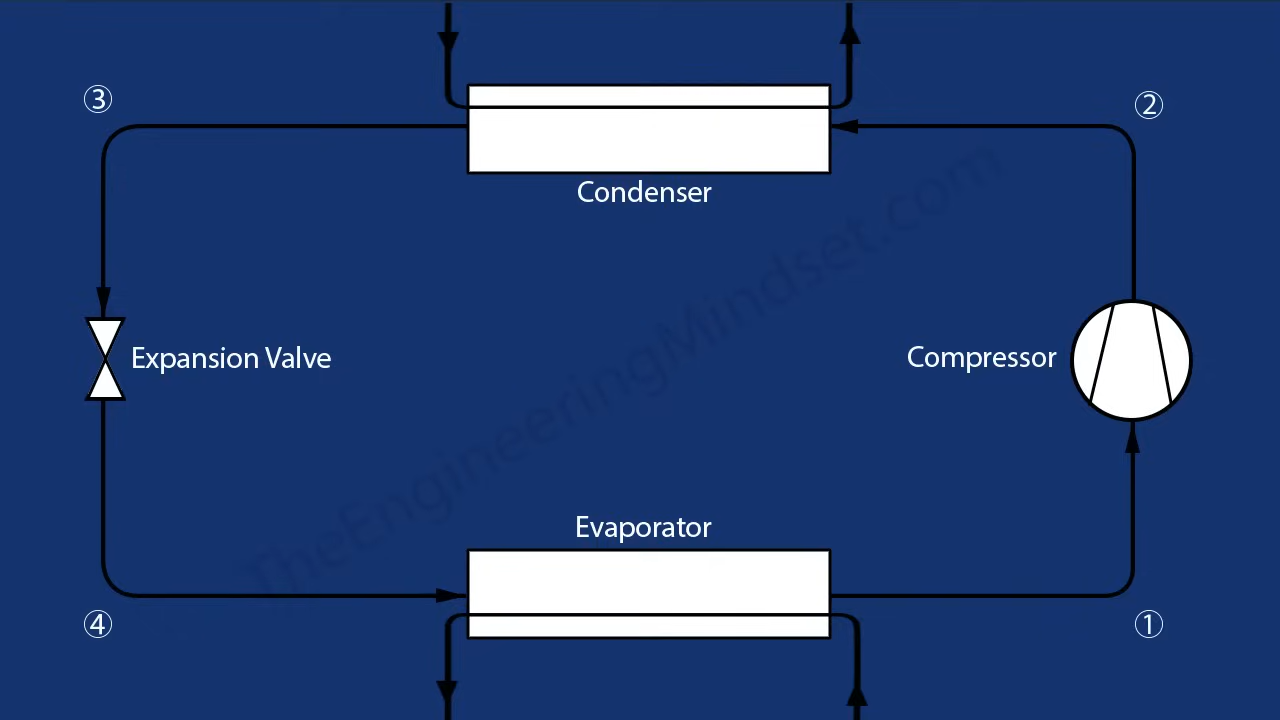 ③
②
Condenser
Expansion Valve
Compressor
Evaporator
④
①
TheEngineeringMindset.com